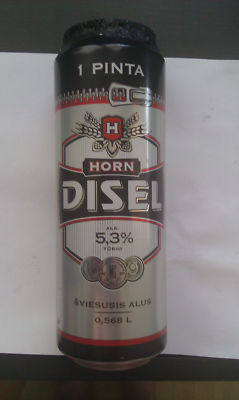 1 PINTA
H
HORN
DISEL
ALK.
5,3%
TŪRIO
ŠVIESUSIS ALUS
0,568 L